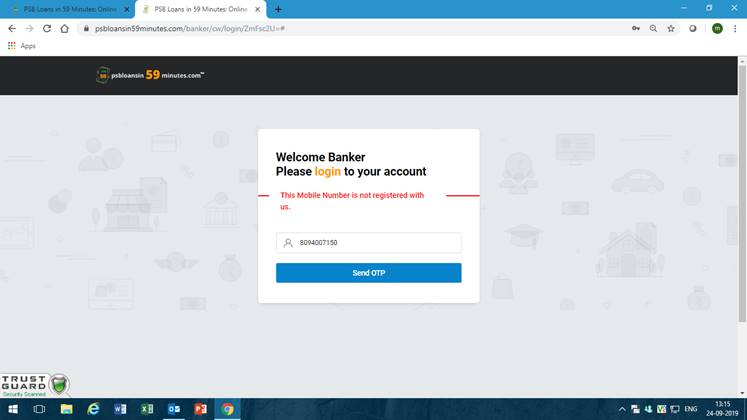 PSB Loans in 59 Minutes: Online
PSB Loans in 59 Minutes: Online
psbloansin59minutes.com/banker/cw/login/ZmFsc2U=#
m
Apps
psbloansin 59 minutes.com™
Welcome Banker
Please login to your account
This Mobile Number is not registered with
us.
8094007150
Send OTP
TRUST
GUARD
Security Scanned
ENG
13:15
24-09-2019